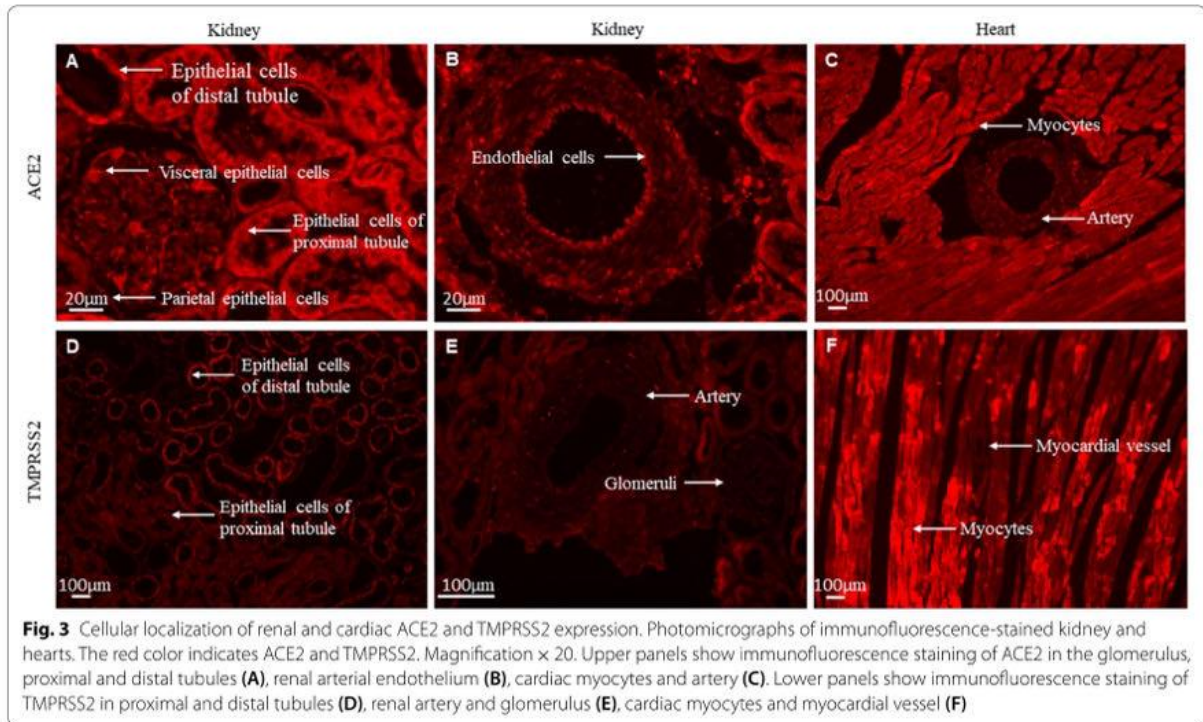 Kidney
Kidney
Heart
ACE2
A
Epithelial cells
of distal tubule
Visceral epithelial cells
Epithelial cells of
proximal tubule
Parietal epithelial cells
20μm
B
Endothelial cells
20μm
C
Myocytes
Artery
100μm
TMPRSS2
D
Epithelial cells
of distal tubule
Epithelial cells of
proximal tubule
100μm
E
Artery
Glomeruli
100μm
F
Myocardial vessel
Myocytes
100μm
Fig. 3 Cellular localization of renal and cardiac ACE2 and TMPRSS2 expression. Photomicrographs of immunofluorescence-stained kidney and
hearts. The red color indicates ACE2 and TMPRSS2. Magnification × 20. Upper panels show immunofluorescence staining of ACE2 in the glomerulus,
proximal and distal tubules (A), renal arterial endothelium (B), cardiac myocytes and artery (C). Lower panels show immunofluorescence staining of
TMPRSS2 in proximal and distal tubules (D), renal artery and glomerulus (E), cardiac myocytes and myocardial vessel (F)